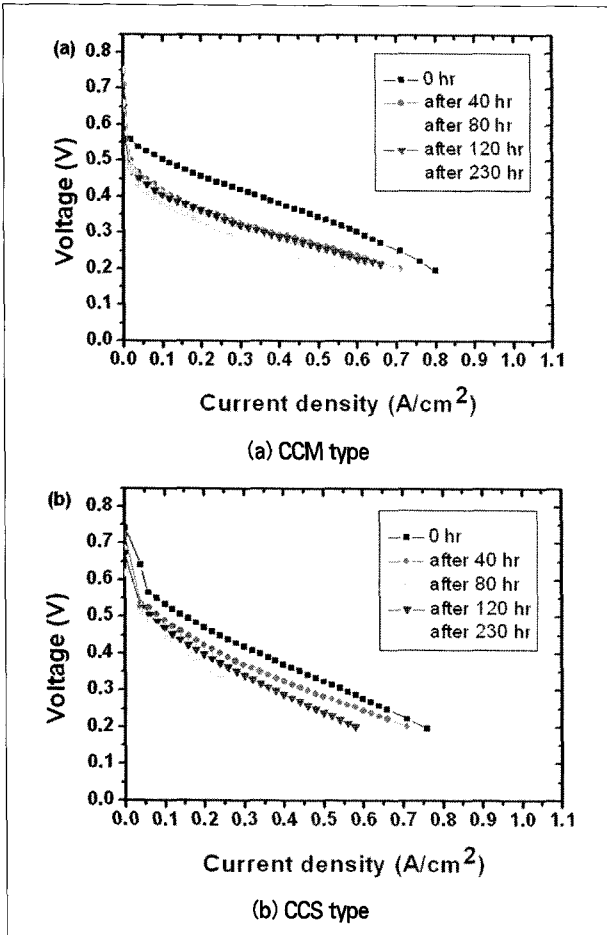 (a)
0.8
0.7
0.6
0.5
0.4
0.3
0.2
0.1
0.0
Voltage (V)
0 hr
after 40 hr
after 80 hr
after 120 hr
after 230 hr
0.0 0.1 0.2 0.3 0.4 0.5 0.6 0.7 0.8 0.9 1.0 1.1
Current density (A/cm²)
(a) CCM type
(b)
0.8
0.7
0.6
0.5
0.4
0.3
0.2
0.1
0.0
Voltage (V)
0 hr
after 40 hr
after 80 hr
after 120 hr
after 230 hr
0.0 0.1 0.2 0.3 0.4 0.5 0.6 0.7 0.8 0.9 1.0 1.1
Current density (A/cm²)
(b) CCS type